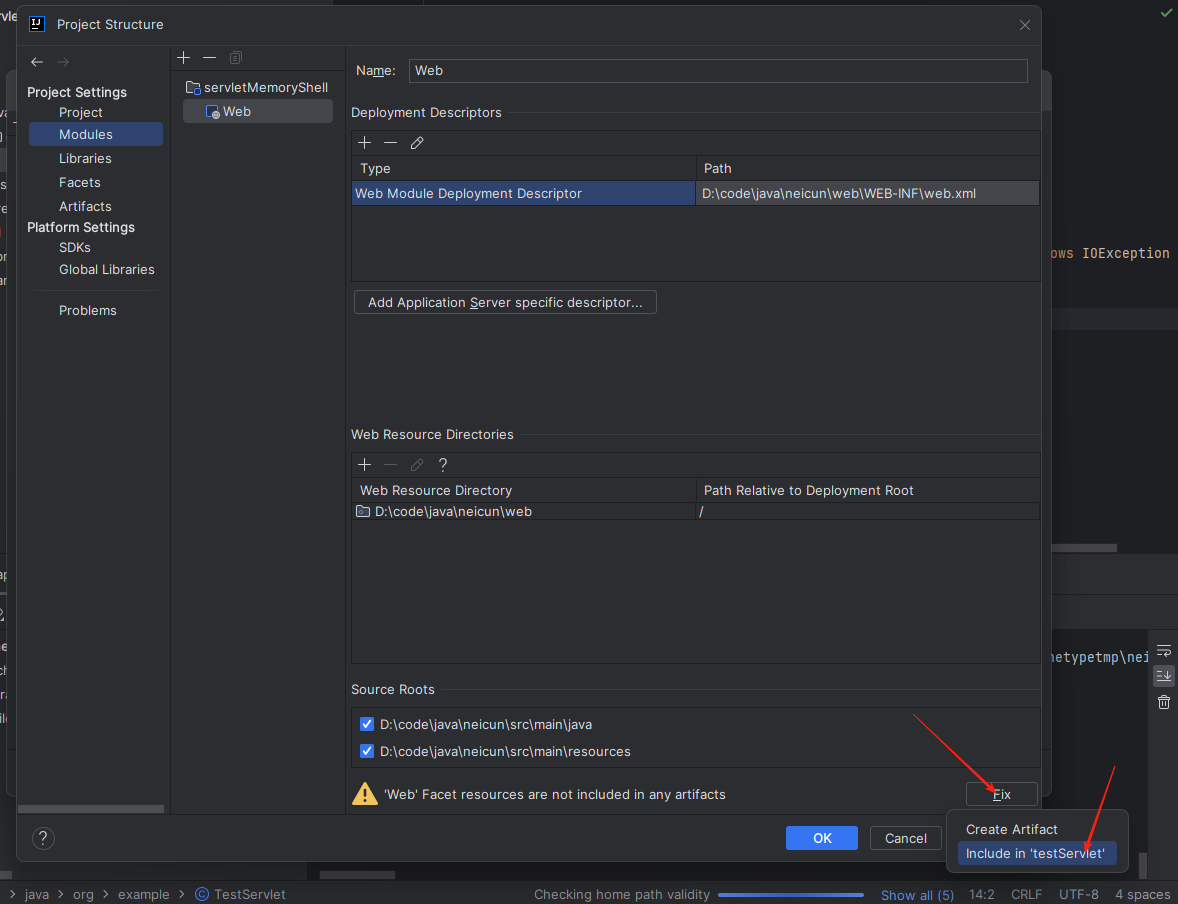 Project Structure
Project Settings
Project
Modules
Libraries
Facets
Artifacts
Platform Settings
SDKs
Global Libraries
Problems
servletMemoryShell
Web
Name: Web
Deployment Descriptors
Type Path
Web Module Deployment Descriptor D:\code\java\neicun\web\WEB-INF\web.xml
Add Application Server specific descriptor...
Web Resource Directories
Web Resource Directory Path Relative to Deployment Root
D:\code\java\neicun\web /
Source Roots
D:\code\java\neicun\src\main\java
D:\code\java\neicun\src\main\resources
'Web' Facet resources are not included in any artifacts Fix
Create Artifact
Include in 'testServlet'
? OK Cancel
ows IOException
netypetmp\nei
java org example TestServlet Checking home path validity Show all (5) 14:2 CRLF UTF-8 4 spaces